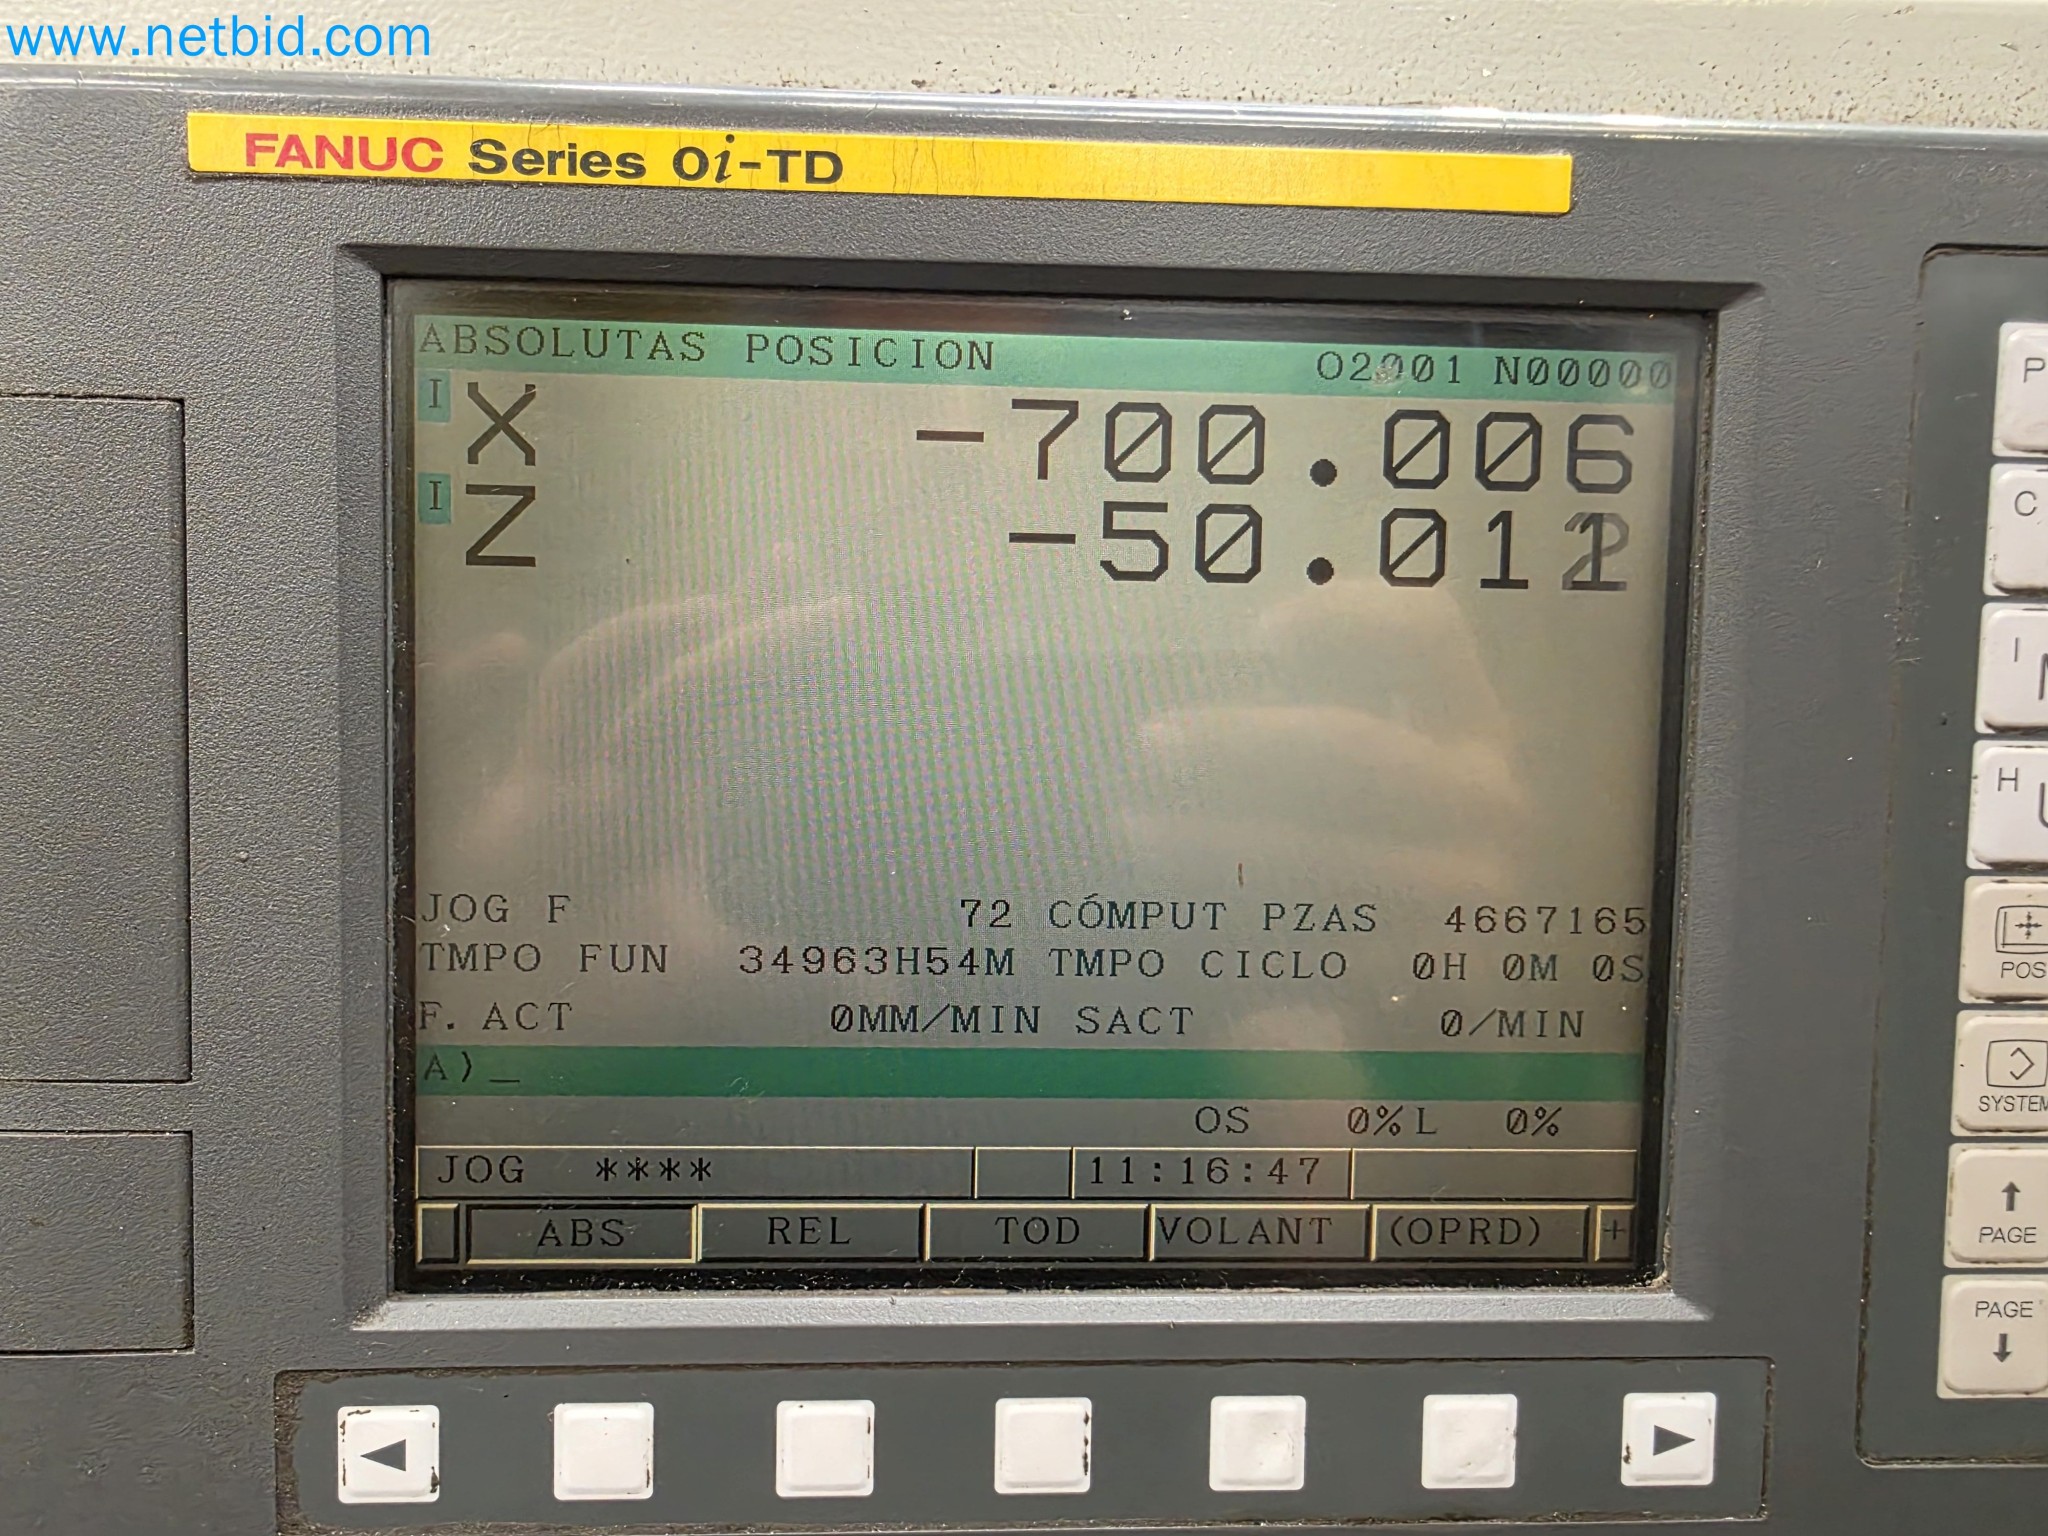 www.netbid.com
FANUC Series 0i-TD
ABSOLUTAS POSICION O2001 N00000
I X -700.006
I Z
JOG F 72 CÓMPUT PZAS 4667165
TMPO FUN 34963H54M TMPO CICLO 0H 0M 0S
F. ACT 0MM/MIN SACT 0/MIN
A)_
OS 0% L 0%
JOG **** 11:16:47
ABS REL TOD VOLANT (OPRD) +
P
C
I
H U
POS
SYSTEM
PAGE
PAGE